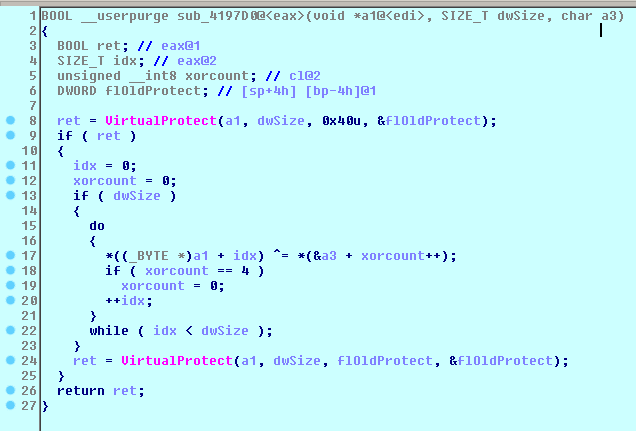 1 BOOL __userpurge sub_4197D0@<eax>(void *a1@<edi>, SIZE_T dwSize, char a3)
2 {
3 BOOL ret; // eax@1
4 SIZE_T idx; // eax@2
5 unsigned __int8 xorcount; // cl@2
6 DWORD flOldProtect; // [sp+4h] [bp-4h]@1
7
8 ret = VirtualProtect(a1, dwSize, 0x40u, &flOldProtect);
9 if ( ret )
10 {
11 idx = 0;
12 xorcount = 0;
13 if ( dwSize )
14 {
15 do
16 {
17 *((_BYTE *)a1 + idx) ^= *(&a3 + xorcount++);
18 if ( xorcount == 4 )
19 xorcount = 0;
20 ++idx;
21 }
22 while ( idx < dwSize );
23 }
24 ret = VirtualProtect(a1, dwSize, flOldProtect, &flOldProtect);
25 }
26 return ret;
27 }